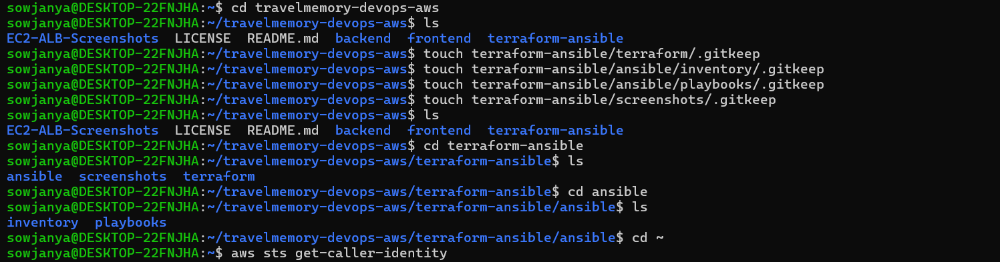 sowjanya@DESKTOP-22FNJHA:~$ cd travelmemory-devops-aws
sowjanya@DESKTOP-22FNJHA:~/travelmemory-devops-aws$ ls
EC2-ALB-Screenshots  LICENSE  README.md  backend  frontend  terraform-ansible
sowjanya@DESKTOP-22FNJHA:~/travelmemory-devops-aws$ touch terraform-ansible/terraform/.gitkeep
sowjanya@DESKTOP-22FNJHA:~/travelmemory-devops-aws$ touch terraform-ansible/ansible/inventory/.gitkeep
sowjanya@DESKTOP-22FNJHA:~/travelmemory-devops-aws$ touch terraform-ansible/ansible/playbooks/.gitkeep
sowjanya@DESKTOP-22FNJHA:~/travelmemory-devops-aws$ touch terraform-ansible/screenshots/.gitkeep
sowjanya@DESKTOP-22FNJHA:~/travelmemory-devops-aws$ ls
EC2-ALB-Screenshots  LICENSE  README.md  backend  frontend  terraform-ansible
sowjanya@DESKTOP-22FNJHA:~/travelmemory-devops-aws$ cd terraform-ansible
sowjanya@DESKTOP-22FNJHA:~/travelmemory-devops-aws/terraform-ansible$ ls
ansible  screenshots  terraform
sowjanya@DESKTOP-22FNJHA:~/travelmemory-devops-aws/terraform-ansible$ cd ansible
sowjanya@DESKTOP-22FNJHA:~/travelmemory-devops-aws/terraform-ansible/ansible$ ls
inventory  playbooks
sowjanya@DESKTOP-22FNJHA:~/travelmemory-devops-aws/terraform-ansible/ansible$ cd ~
sowjanya@DESKTOP-22FNJHA:~$ aws sts get-caller-identity